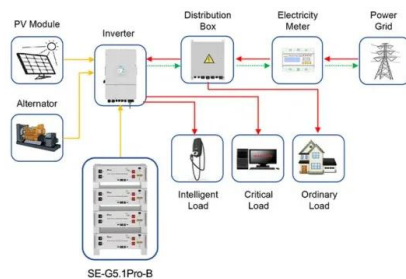 PV Module
Inverter
Distribution
Box
Electricity
Meter
Power
Grid
Alternator
Intelligent
Load
Critical
Load
Ordinary
Load
SE-G5.1Pro-B